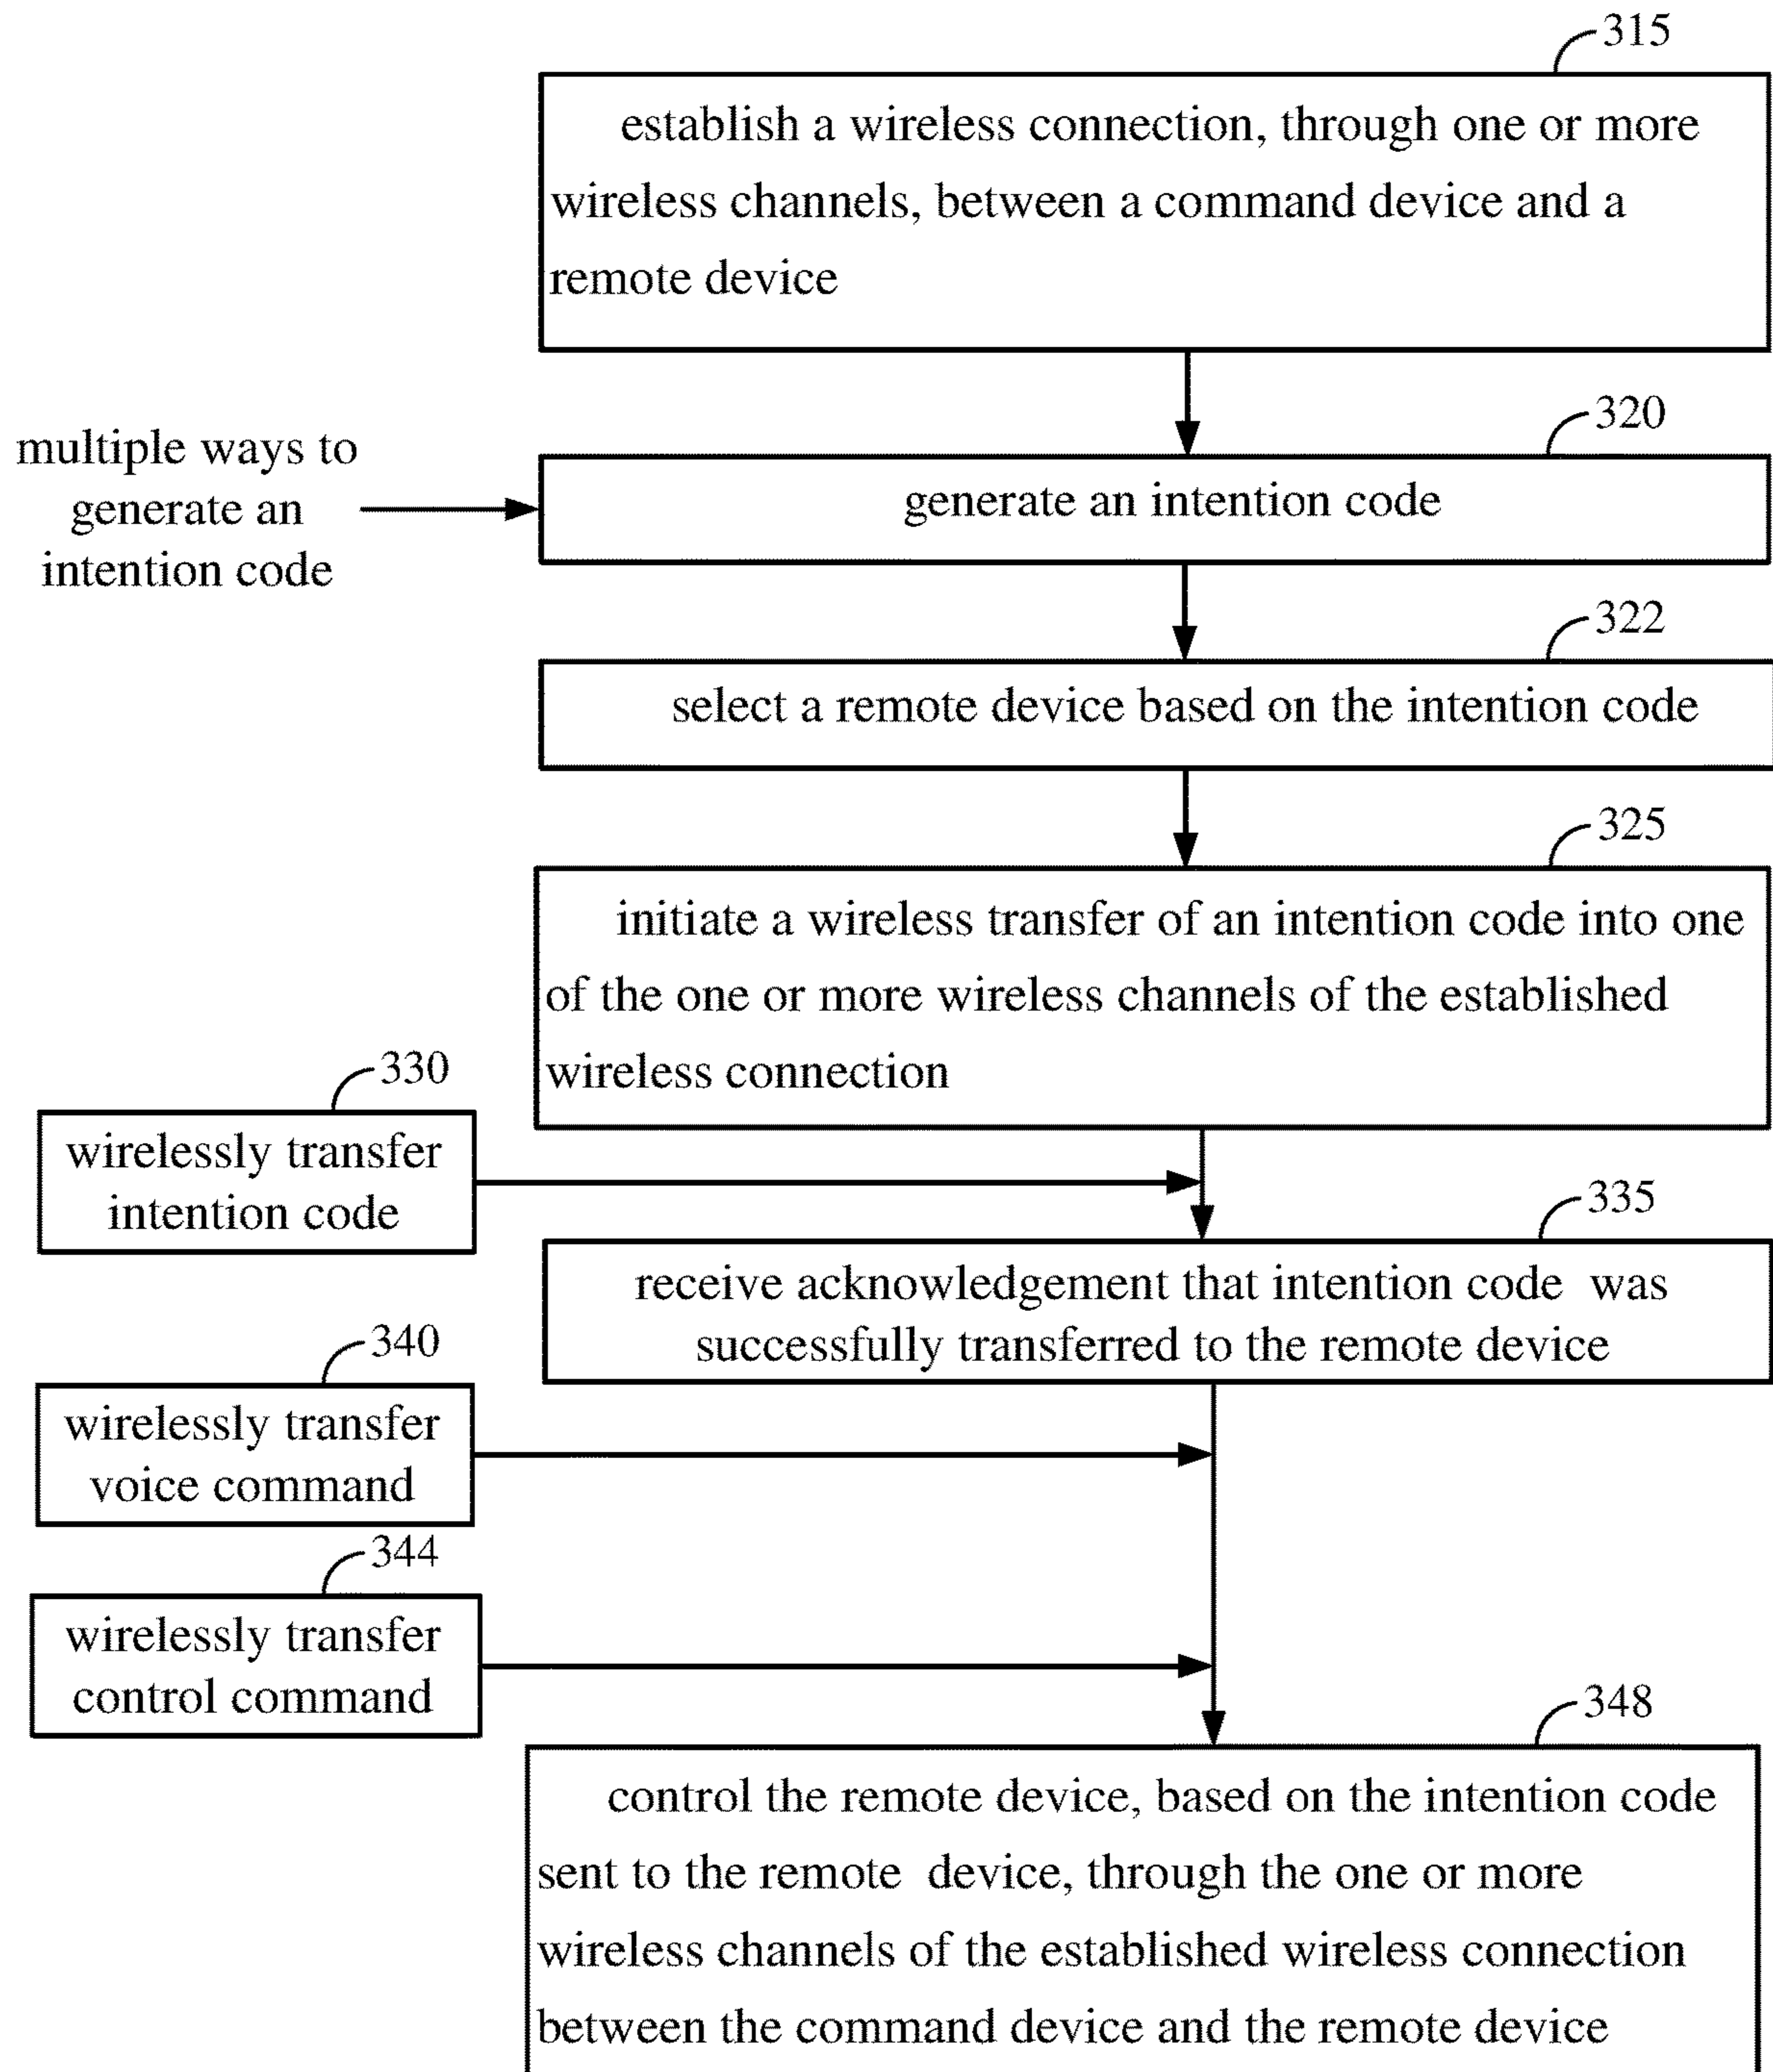 315
establish a wireless connection, through one or more
wireless channels, between a command device and a
remote device
320
multiple ways to
generate an
intention code
generate an intention code
322
select a remote device based on the intention code
325
initiate a wireless transfer of an intention code into one
of the one or more wireless channels of the established
wireless connection
330
wirelessly transfer
intention code
335
receive acknowledgement that intention code was
successfully transferred to the remote device
340
wirelessly transfer
voice command
344
wirelessly transfer
control command
348
control the remote device, based on the intention code
sent to the remote device, through the one or more
wireless channels of the established wireless connection
between the command device and the remote device